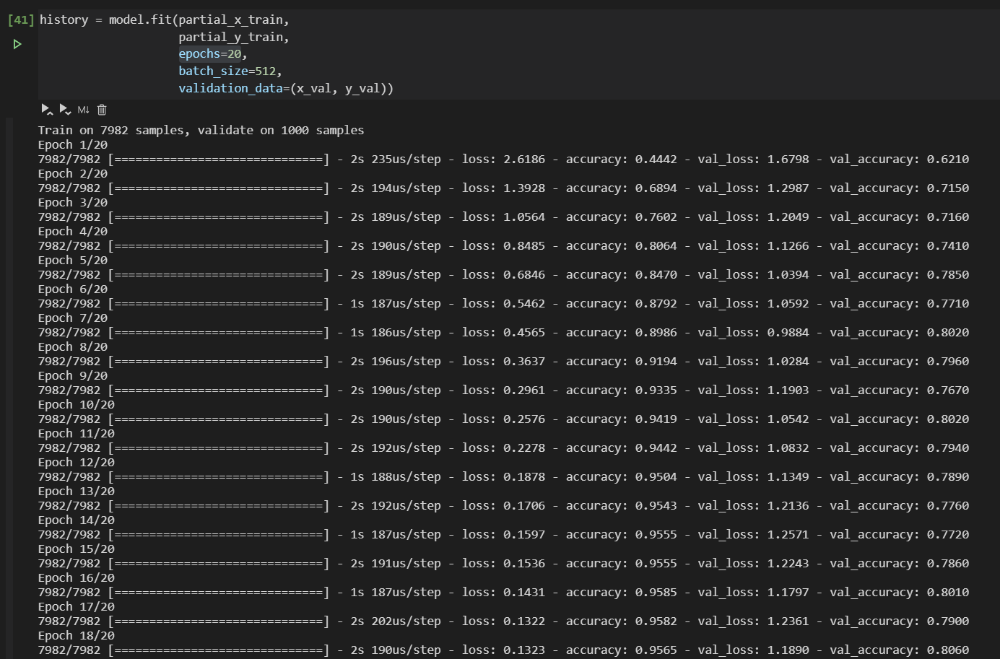 [41] history = model.fit(partial_x_train,
partial_y_train,
epochs=20,
batch_size=512,
validation_data=(x_val, y_val))
M↓
Train on 7982 samples, validate on 1000 samples
Epoch 1/20
7982/7982 [==============================] - 2s 235us/step - loss: 2.6186 - accuracy: 0.4442 - val_loss: 1.6798 - val_accuracy: 0.6210
Epoch 2/20
7982/7982 [==============================] - 2s 194us/step - loss: 1.3928 - accuracy: 0.6894 - val_loss: 1.2987 - val_accuracy: 0.7150
Epoch 3/20
7982/7982 [==============================] - 2s 189us/step - loss: 1.0564 - accuracy: 0.7602 - val_loss: 1.2049 - val_accuracy: 0.7160
Epoch 4/20
7982/7982 [==============================] - 2s 190us/step - loss: 0.8485 - accuracy: 0.8064 - val_loss: 1.1266 - val_accuracy: 0.7410
Epoch 5/20
7982/7982 [==============================] - 2s 189us/step - loss: 0.6846 - accuracy: 0.8470 - val_loss: 1.0394 - val_accuracy: 0.7850
Epoch 6/20
7982/7982 [==============================] - 1s 187us/step - loss: 0.5462 - accuracy: 0.8792 - val_loss: 1.0592 - val_accuracy: 0.7710
Epoch 7/20
7982/7982 [==============================] - 1s 186us/step - loss: 0.4565 - accuracy: 0.8986 - val_loss: 0.9884 - val_accuracy: 0.8020
Epoch 8/20
7982/7982 [==============================] - 2s 196us/step - loss: 0.3637 - accuracy: 0.9194 - val_loss: 1.0284 - val_accuracy: 0.7960
Epoch 9/20
7982/7982 [==============================] - 2s 190us/step - loss: 0.2961 - accuracy: 0.9335 - val_loss: 1.1903 - val_accuracy: 0.7670
Epoch 10/20
7982/7982 [==============================] - 2s 190us/step - loss: 0.2576 - accuracy: 0.9419 - val_loss: 1.0542 - val_accuracy: 0.8020
Epoch 11/20
7982/7982 [==============================] - 2s 192us/step - loss: 0.2278 - accuracy: 0.9442 - val_loss: 1.0832 - val_accuracy: 0.7940
Epoch 12/20
7982/7982 [==============================] - 1s 188us/step - loss: 0.1878 - accuracy: 0.9504 - val_loss: 1.1349 - val_accuracy: 0.7890
Epoch 13/20
7982/7982 [==============================] - 2s 192us/step - loss: 0.1706 - accuracy: 0.9543 - val_loss: 1.2136 - val_accuracy: 0.7760
Epoch 14/20
7982/7982 [==============================] - 1s 187us/step - loss: 0.1597 - accuracy: 0.9555 - val_loss: 1.2571 - val_accuracy: 0.7720
Epoch 15/20
7982/7982 [==============================] - 2s 191us/step - loss: 0.1536 - accuracy: 0.9555 - val_loss: 1.2243 - val_accuracy: 0.7860
Epoch 16/20
7982/7982 [==============================] - 1s 187us/step - loss: 0.1431 - accuracy: 0.9585 - val_loss: 1.1797 - val_accuracy: 0.8010
Epoch 17/20
7982/7982 [==============================] - 2s 202us/step - loss: 0.1322 - accuracy: 0.9582 - val_loss: 1.2361 - val_accuracy: 0.7900
Epoch 18/20
7982/7982 [==============================] - 2s 190us/step - loss: 0.1323 - accuracy: 0.9565 - val_loss: 1.1890 - val_accuracy: 0.8060